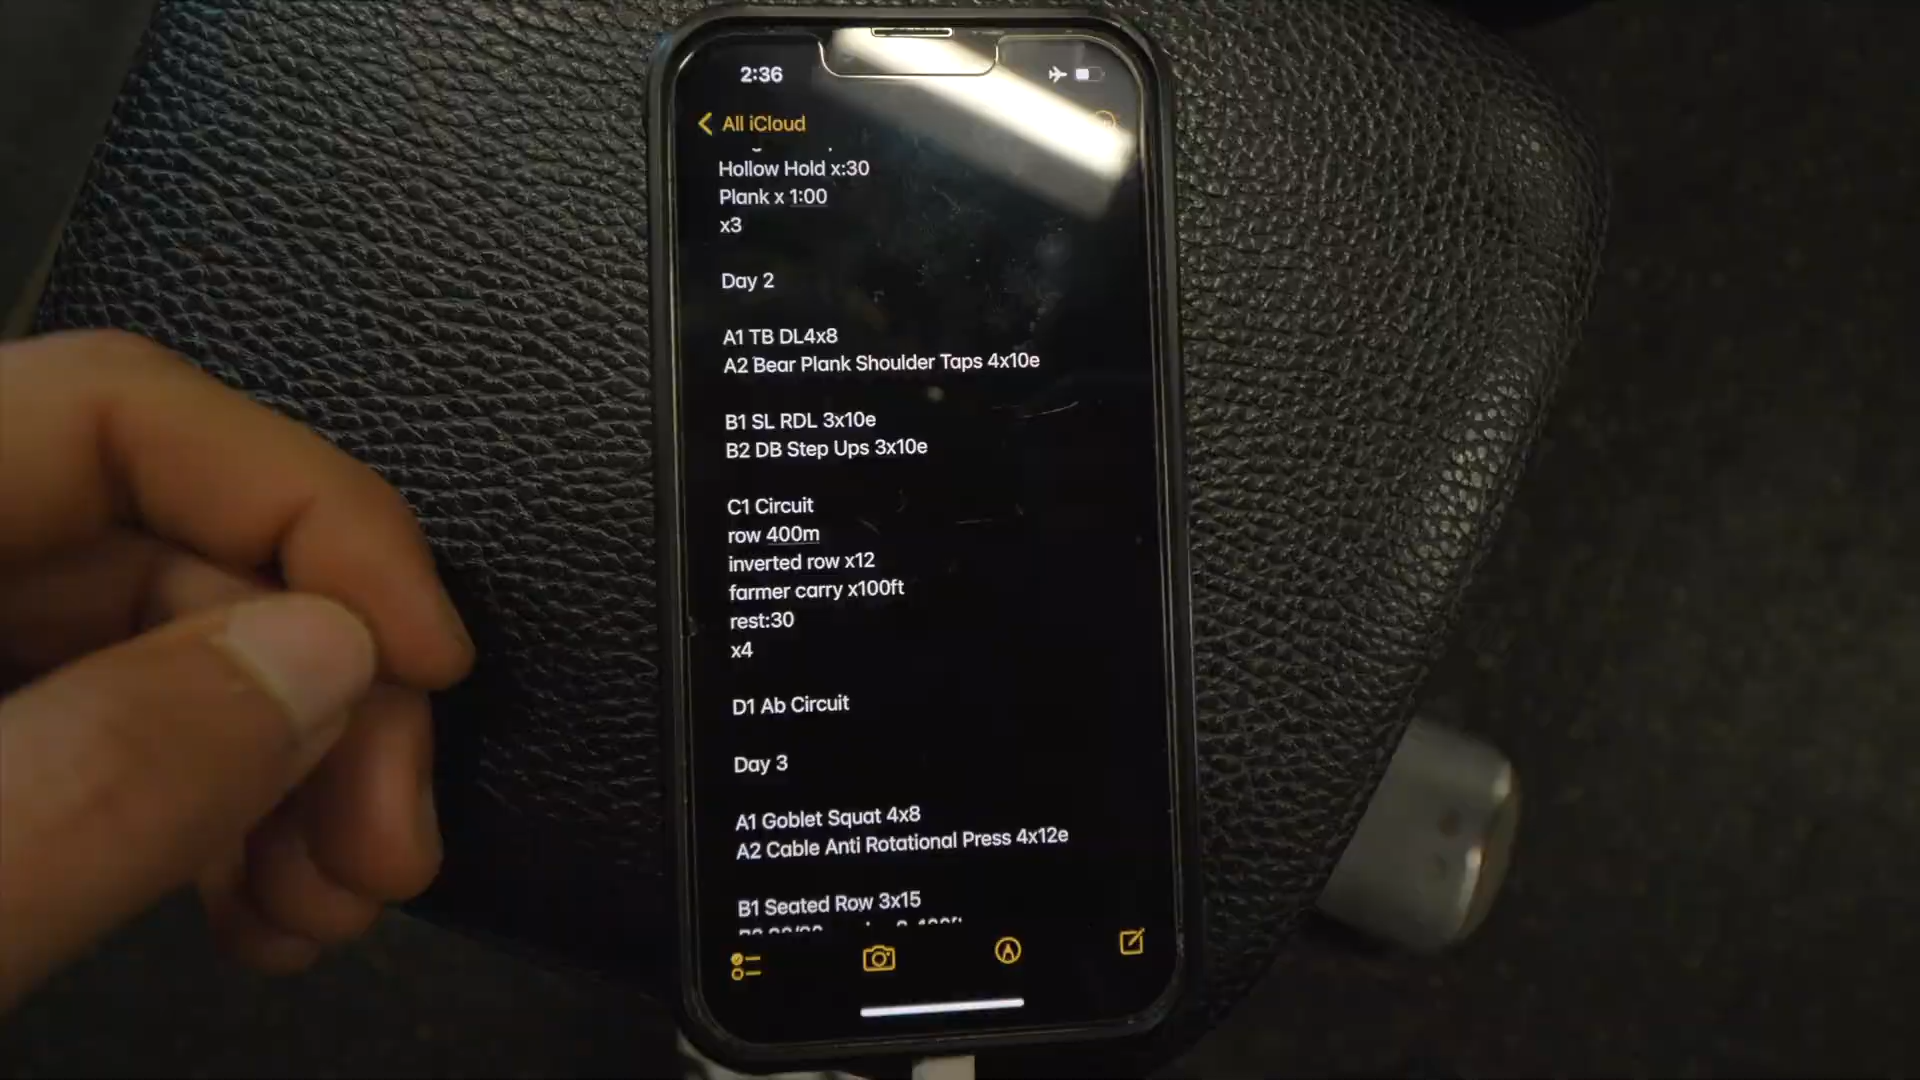 2:36
All iCloud
Hollow Hold x:30
Plank x 1:00
x3
Day 2
A1 TB DL4x8
A2 Bear Plank Shoulder Taps 4x10e
B1 SL RDL 3x10e
B2 DB Step Ups 3x10e
C1 Circuit
row 400m
inverted row x12
farmer carry x100ft
rest:30
x4
D1 Ab Circuit
Day 3
A1 Goblet Squat 4x8
A2 Cable Anti Rotational Press 4x12e
B1 Seated Row 3x15